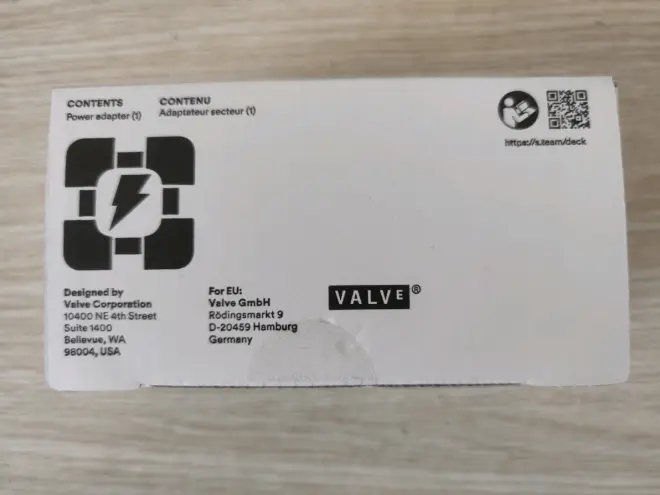 CONTENTS
Power adapter (1)
CONTENU
Adaptateur secteur (1)
https://s.team/deck
Designed by
Valve Corporation
10400 NE 4th Street
Suite 1400
Bellevue, WA
98004, USA
For EU:
Valve GmbH
Rödingsmarkt 9
D-20459 Hamburg
Germany
VALVE®